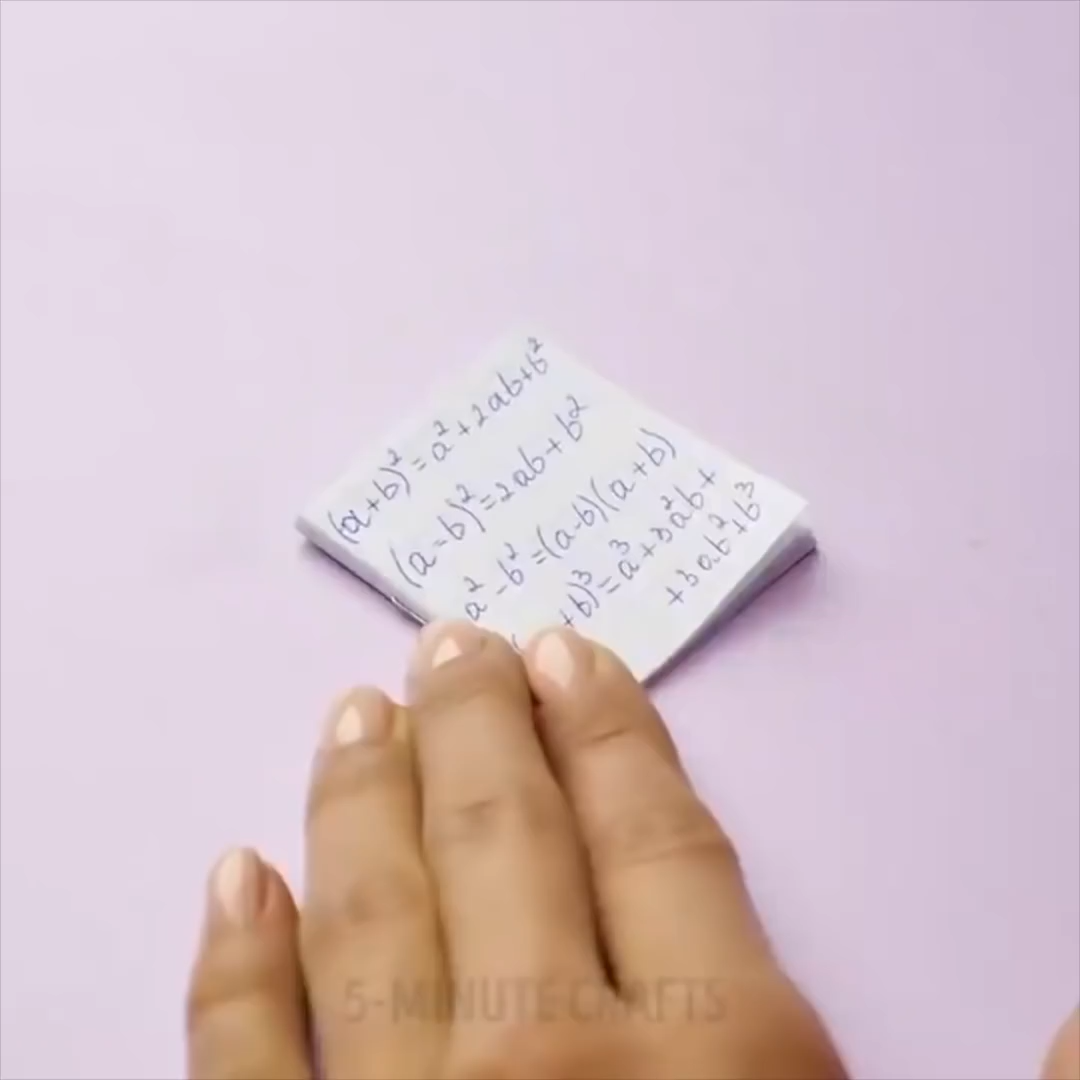 (a+b)²=a²+2ab+b²
(a-b)²=2ab+b²
a²-b²=(a-b)(a+b)
(+b)³=a³+3a²b+
+3ab²+b³
5-MINUTE CRAFTS